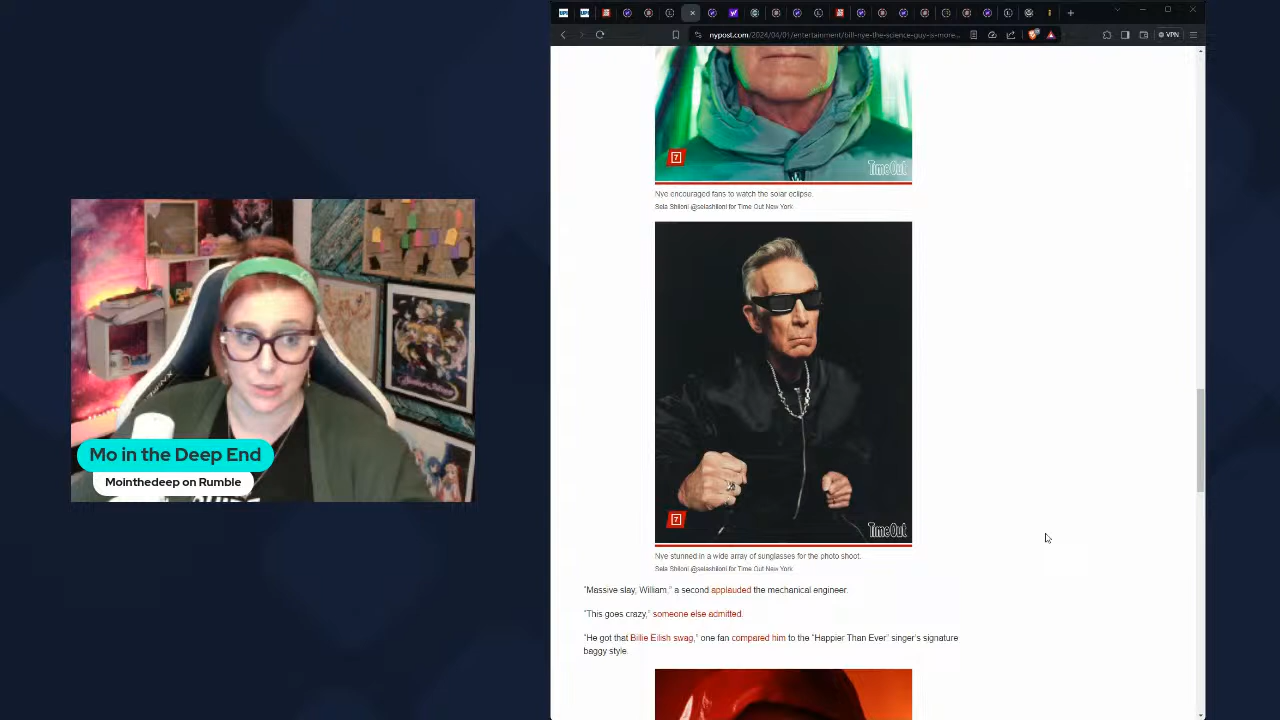 nypost.com/2024/04/01/entertainment/bill-nye-the-science-guy-is-more...
VPN
7
TimeOut
Nye encouraged fans to watch the solar eclipse.
Sela Shiloni @selashiloni for Time Out New York
7
TimeOut
Nye stunned in a wide array of sunglasses for the photo shoot.
Sela Shiloni @selashiloni for Time Out New York
"Massive slay, William," a second applauded the mechanical engineer.
"This goes crazy," someone else admitted.
"He got that Billie Eilish swag," one fan compared him to the "Happier Than Ever" singer's signature
baggy style.
Mo in the Deep End
Mointhedeep on Rumble